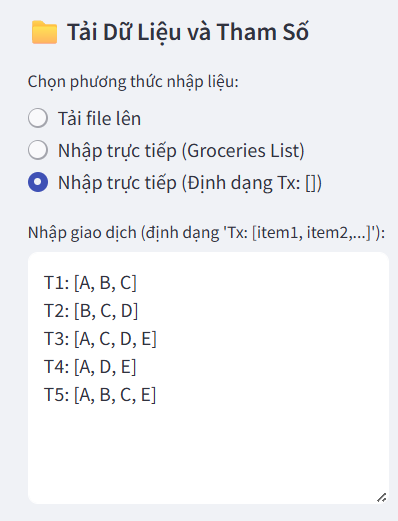 Tải Dữ Liệu và Tham Số
Chọn phương thức nhập liệu:
Tải file lên
Nhập trực tiếp (Groceries List)
Nhập trực tiếp (Định dạng Tx: [])
Nhập giao dịch (định dạng 'Tx: [item1, item2,...]'):
T1: [A, B, C]
T2: [B, C, D]
T3: [A, C, D, E]
T4: [A, D, E]
T5: [A, B, C, E]